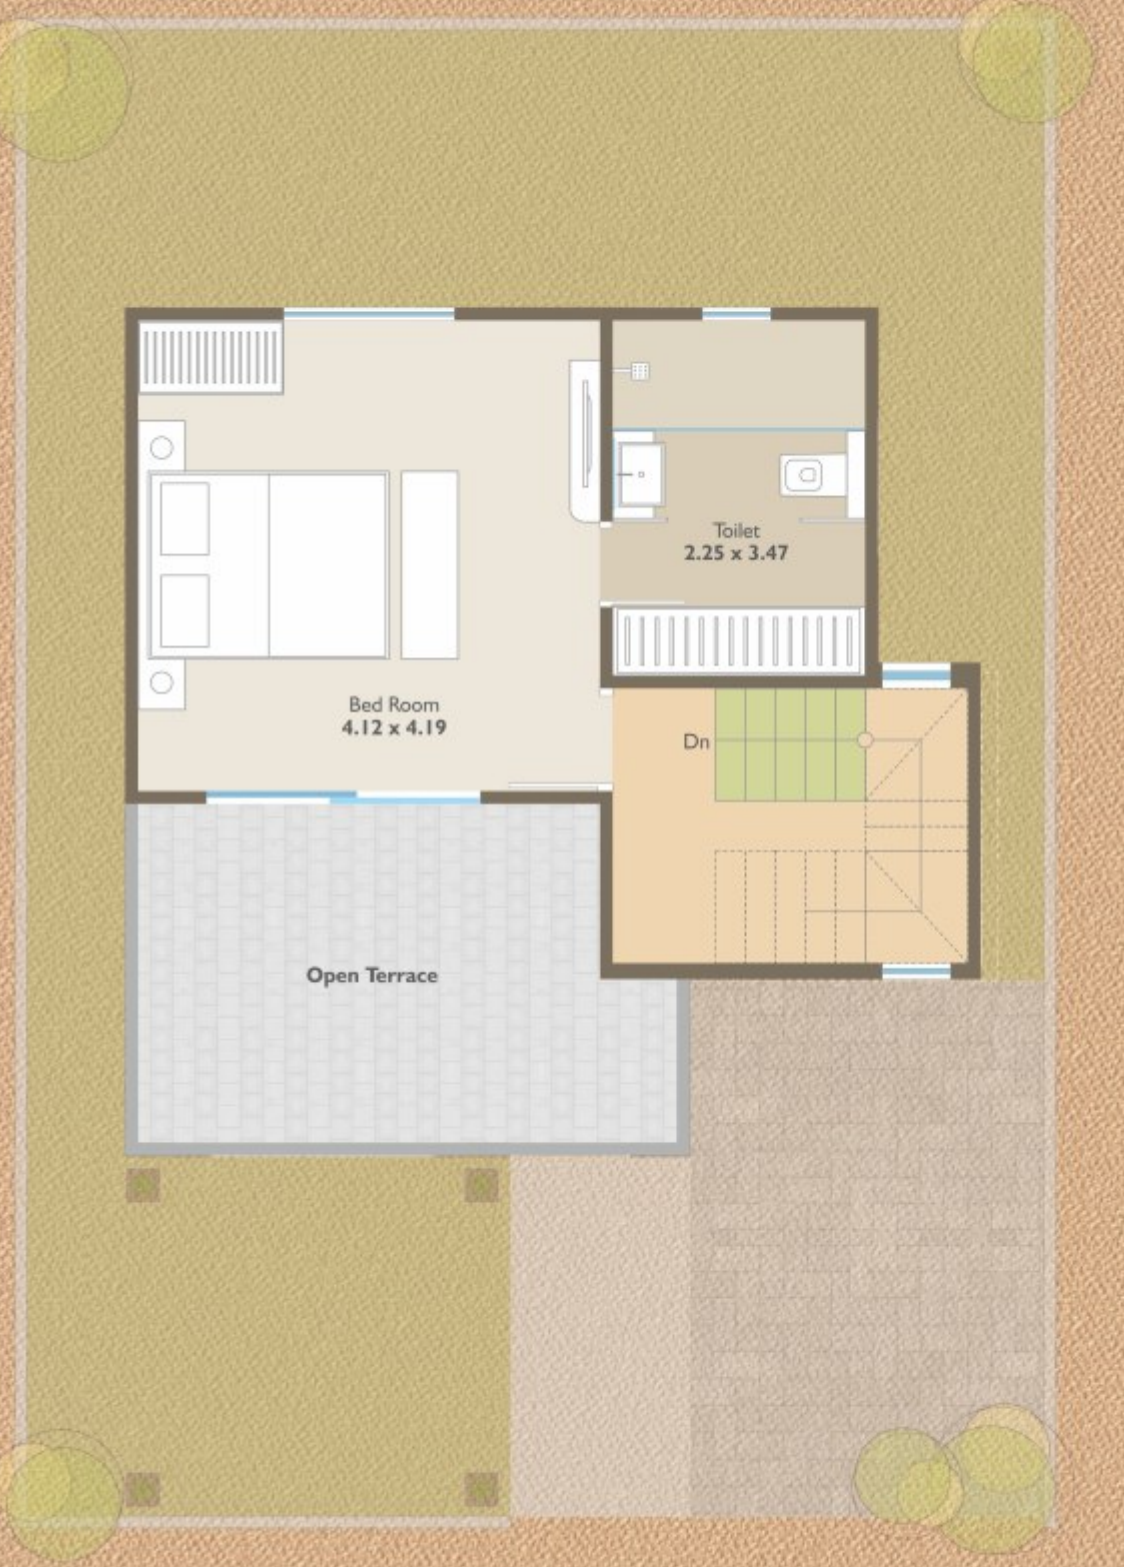 Toilet
2.25 x 3.47
Bed Room
4.12 x 4.19
Dn
Open Terrace